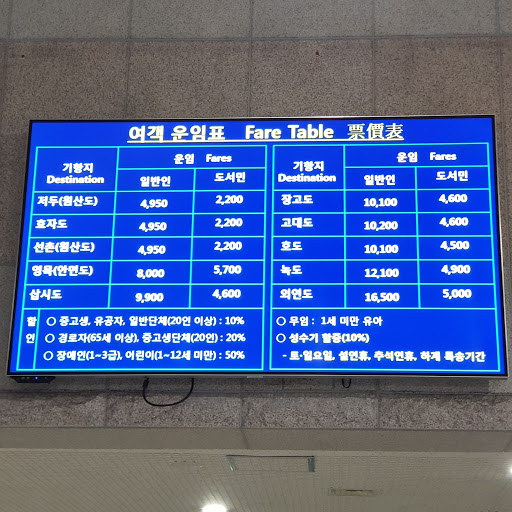 여객 운임표 Fare Table 票價表
기항지 Destination 운임 Fares
일반인 도서민
저두(원산도) 4,950 2,200
효자도 4,950 2,200
선촌(원산도) 4,950 2,200
영목(안면도) 8,000 5,700
삽시도 9,900 4,600
할인
○ 중고생, 유공자, 일반단체(20인 이상) : 10%
○ 경로자(65세 이상), 중고생단체(20인) : 20%
○ 장애인(1~3급), 어린이(1~12세 미만) : 50%
기항지 Destination 운임 Fares
일반인 도서민
장고도 10,100 4,600
고대도 10,200 4,600
호도 10,100 4,500
녹도 12,100 4,900
외연도 16,500 5,000
○ 무임 : 1세 미만 유아
○ 성수기 할증(10%)
- 토·일요일, 설연휴, 추석연휴, 하계 특송기간